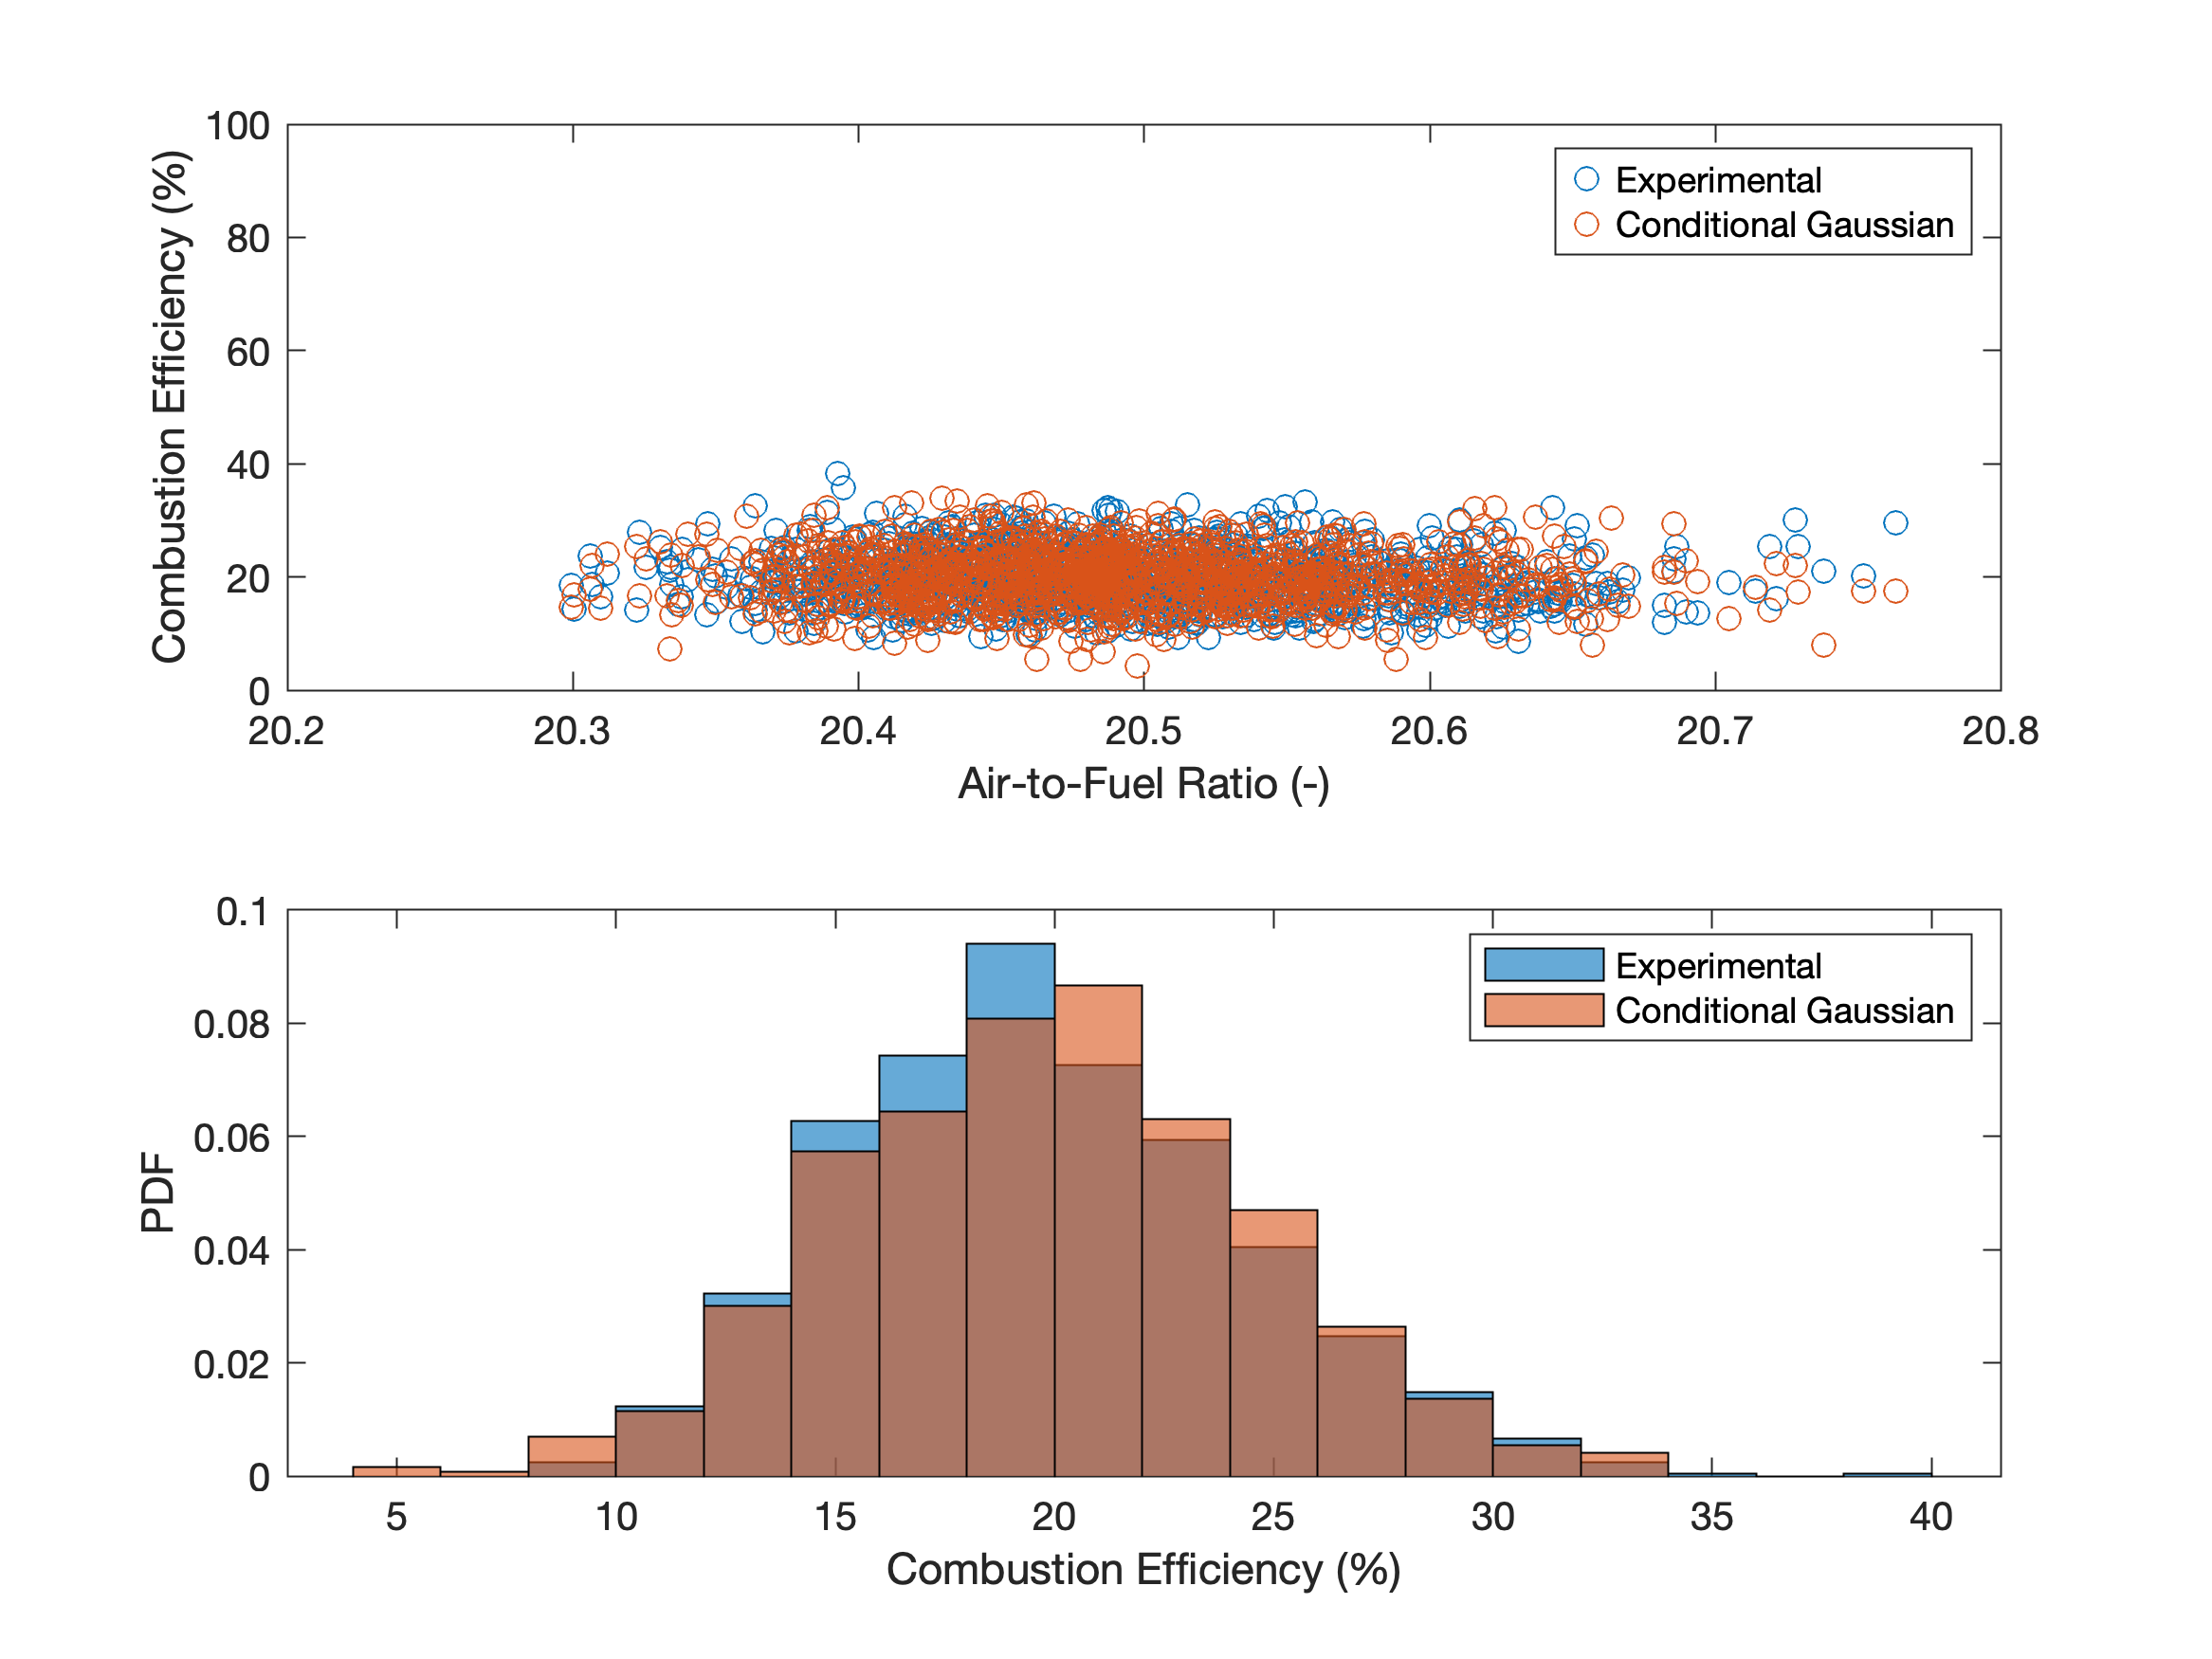 100
80
60
40
20
0
Combustion Efficiency (%)
Experimental
Conditional Gaussian
20.2 20.3 20.4 20.5 20.6 20.7 20.8
Air-to-Fuel Ratio (-)
0.1
0.08
0.06
0.04
0.02
0
PDF
Experimental
Conditional Gaussian
5 10 15 20 25 30 35 40
Combustion Efficiency (%)